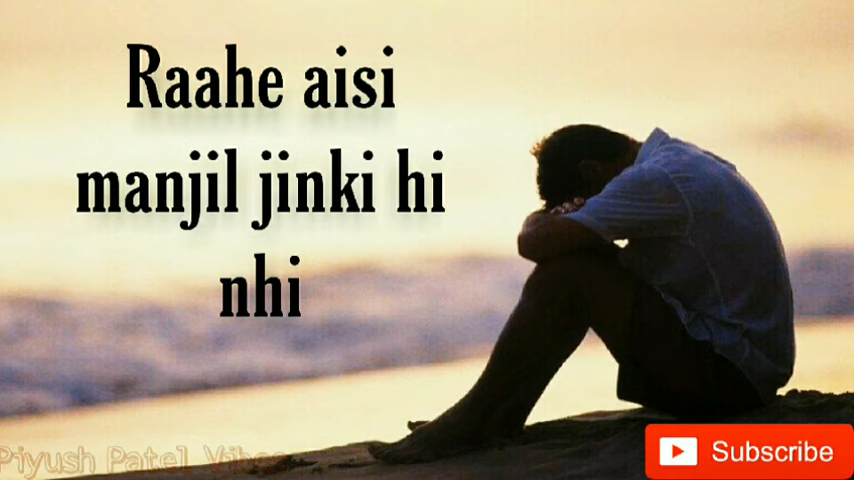 Raahe aisi
manjil jinki hi
nhi
Piyush Patel Vibes
Subscribe